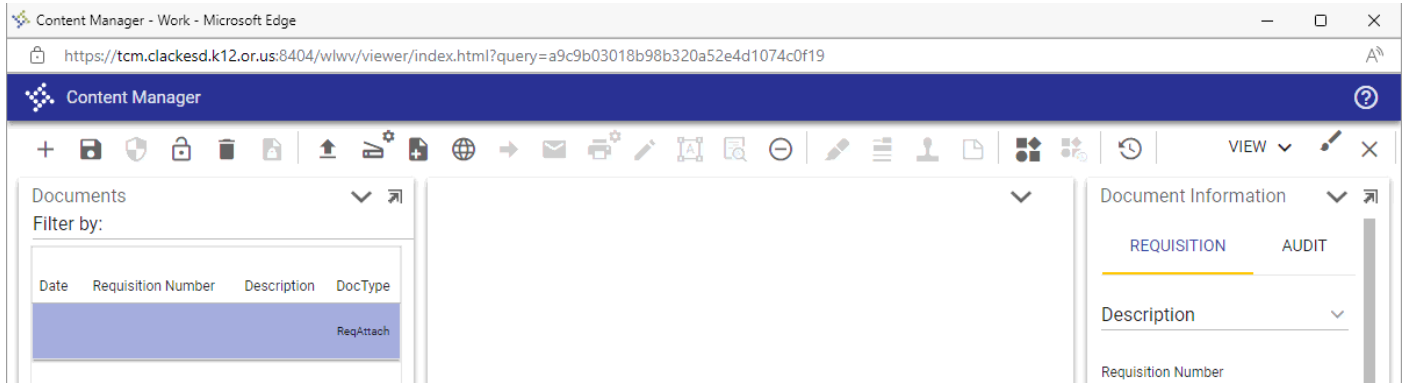 Content Manager - Work - Microsoft Edge
https://tcm.clackesd.k12.or.us:8404/wlwv/viewer/index.html?query=a9c9b03018b98b320a52e4d1074c0f19
Content Manager
VIEW
Documents
Filter by:
Date Requisition Number Description DocType
ReqAttach
Document Information
REQUISITION AUDIT
Description
Requisition Number